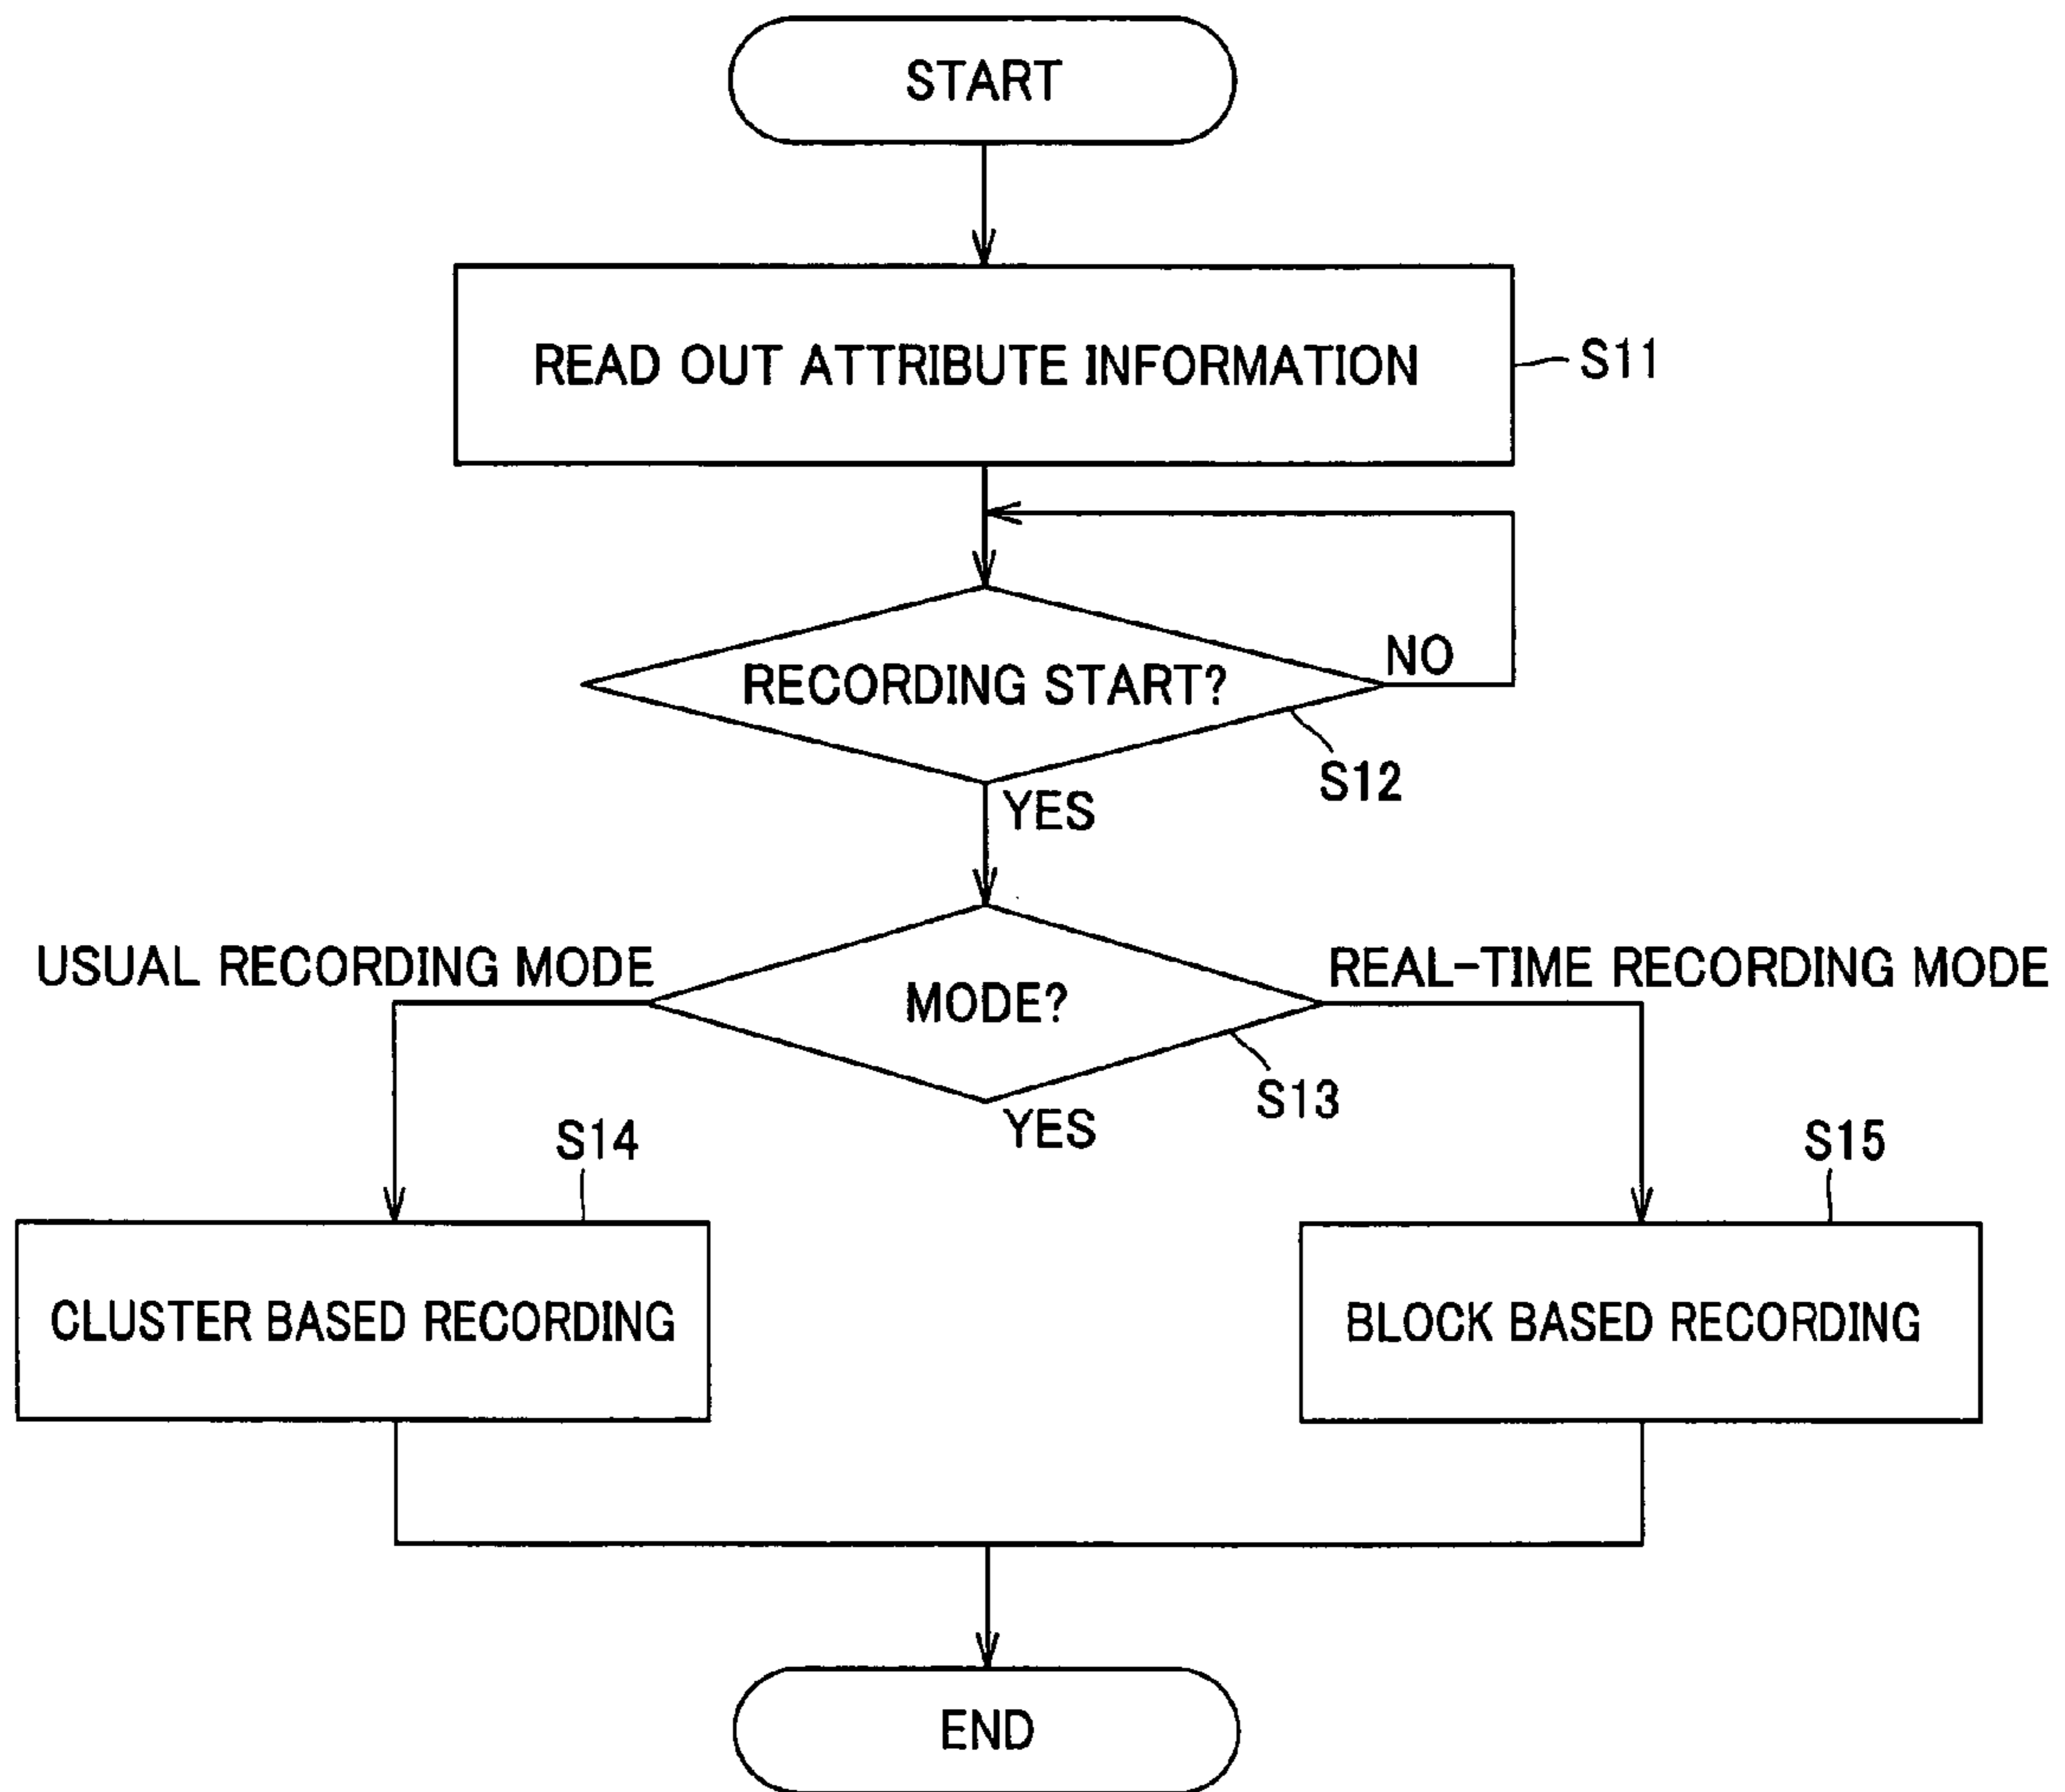 START
READ OUT ATTRIBUTE INFORMATION
S11
NO
RECORDING START?
S12
YES
USUAL RECORDING MODE
REAL-TIME RECORDING MODE
MODE?
S13
YES
S14
S15
CLUSTER BASED RECORDING
BLOCK BASED RECORDING
END